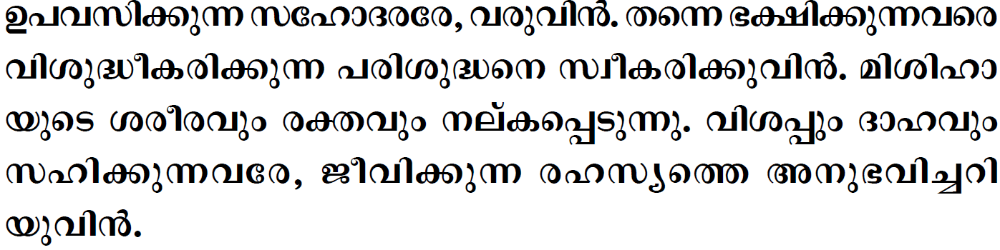 ഉപവസിക്കുന്ന സഹോദരരേ, വരുവിൻ. തന്നെ ഭക്ഷിക്കുന്നവരെ
വിശുദ്ധീകരിക്കുന്ന പരിശുദ്ധനെ സ്വീകരിക്കുവിൻ. മിശിഹാ
യുടെ ശരീരവും രക്തവും നല്കപ്പെടുന്നു. വിശപ്പും ദാഹവും
സഹിക്കുന്നവരേ, ജീവിക്കുന്ന രഹസ്യത്തെ അനുഭവിച്ചറി
യുവിൻ.